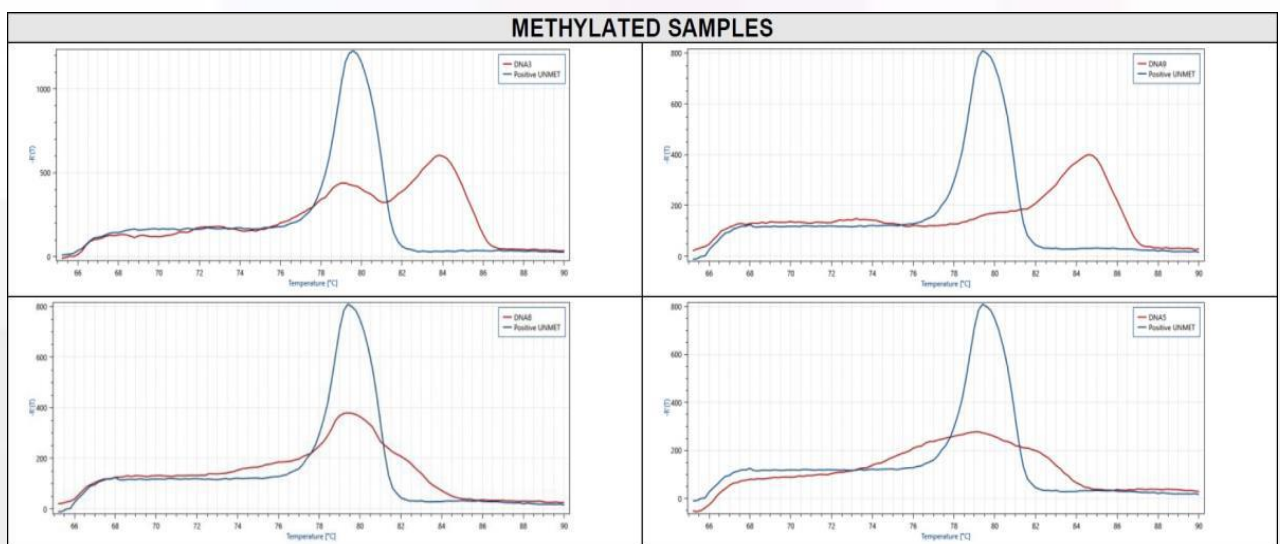 METHYLATED SAMPLES
DNA3
Positive UNMET
1000
500
0
-R'(T)
66 68 70 72 74 76 78 80 82 84 86 88 90
Temperature [°C]
DNA9
Positive UNMET
800
600
400
200
0
-R'(T)
66 68 70 72 74 76 78 80 82 84 86 88 90
Temperature [°C]
DNA8
Positive UNMET
800
600
400
200
0
-R'(T)
66 68 70 72 74 76 78 80 82 84 86 88 90
Temperature [°C]
DNA5
Positive UNMET
800
600
400
200
0
-R'(T)
66 68 70 72 74 76 78 80 82 84 86 88 90
Temperature [°C]